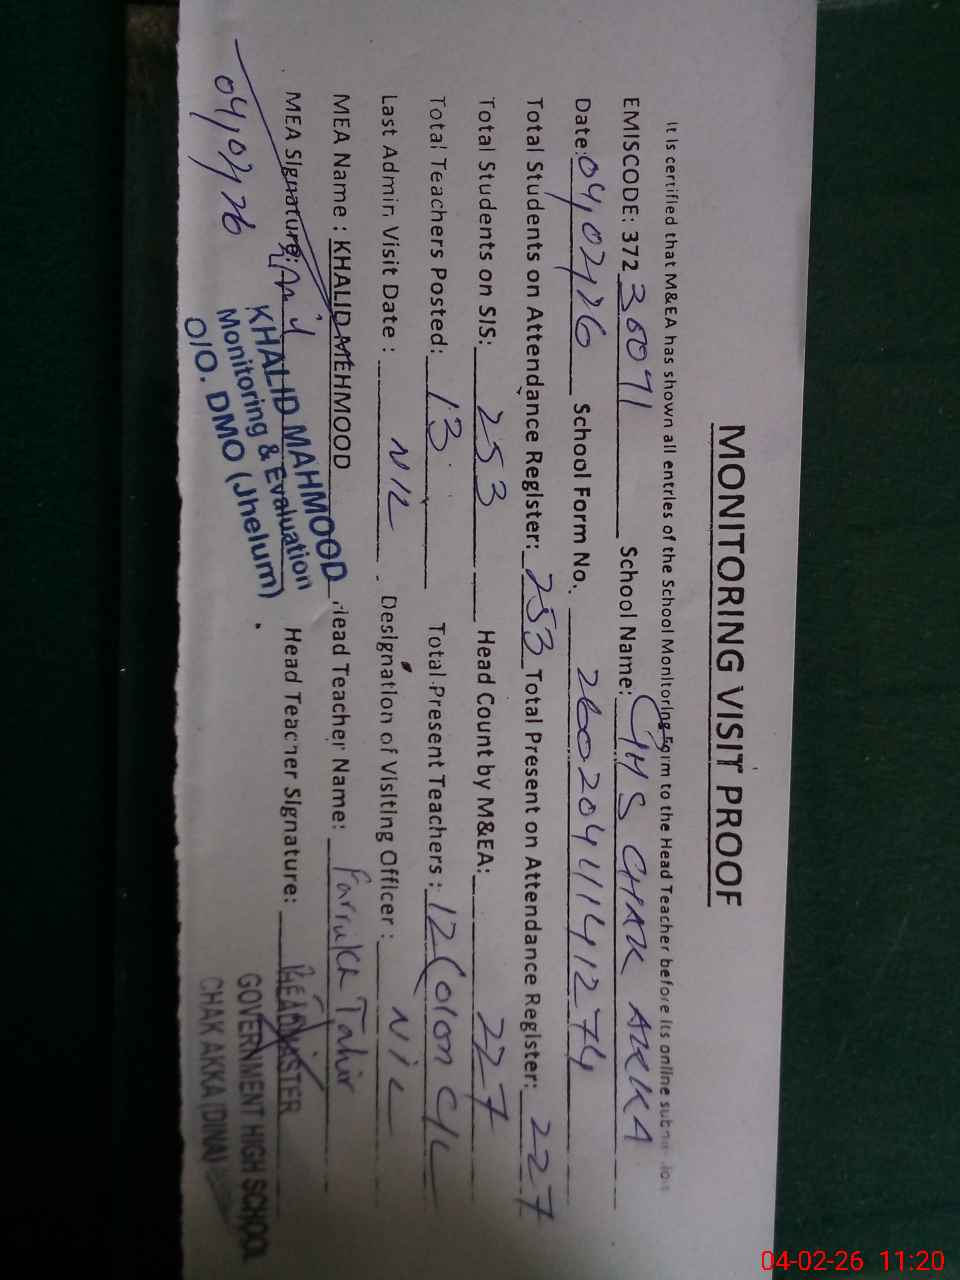 MONITORING VISIT PROOF
It is certified that M&EA has shown all entries of the School Monitoring Form to the Head Teacher before its online submission
EMISCODE: 372 30071 School Name: GHS CHAK AKKA
Date: 04/02/26 School Form No. 2602041141274
Total Students on Attendance Register: 253 Total Present on Attendance Register: 227
Total Students on SIS: 253 Head Count by M&EA: 227
Total Teachers Posted: 13 Total Present Teachers: 12 (01 on C/L
Last Admin Visit Date: NIL Designation of Visiting Officer: NIL
MEA Name: KHALID MEHMOOD Head Teacher Name: Farrukh Tahir
MEA Signature: Head Teacher Signature:
04/02/26
KHALID MAHMOOD
Monitoring & Evaluation
O/O. DMO (Jhelum)
HEADMASTER
GOVERNMENT HIGH SCHOOL
CHAK AKKA (DINA)
04-02-26 11:20